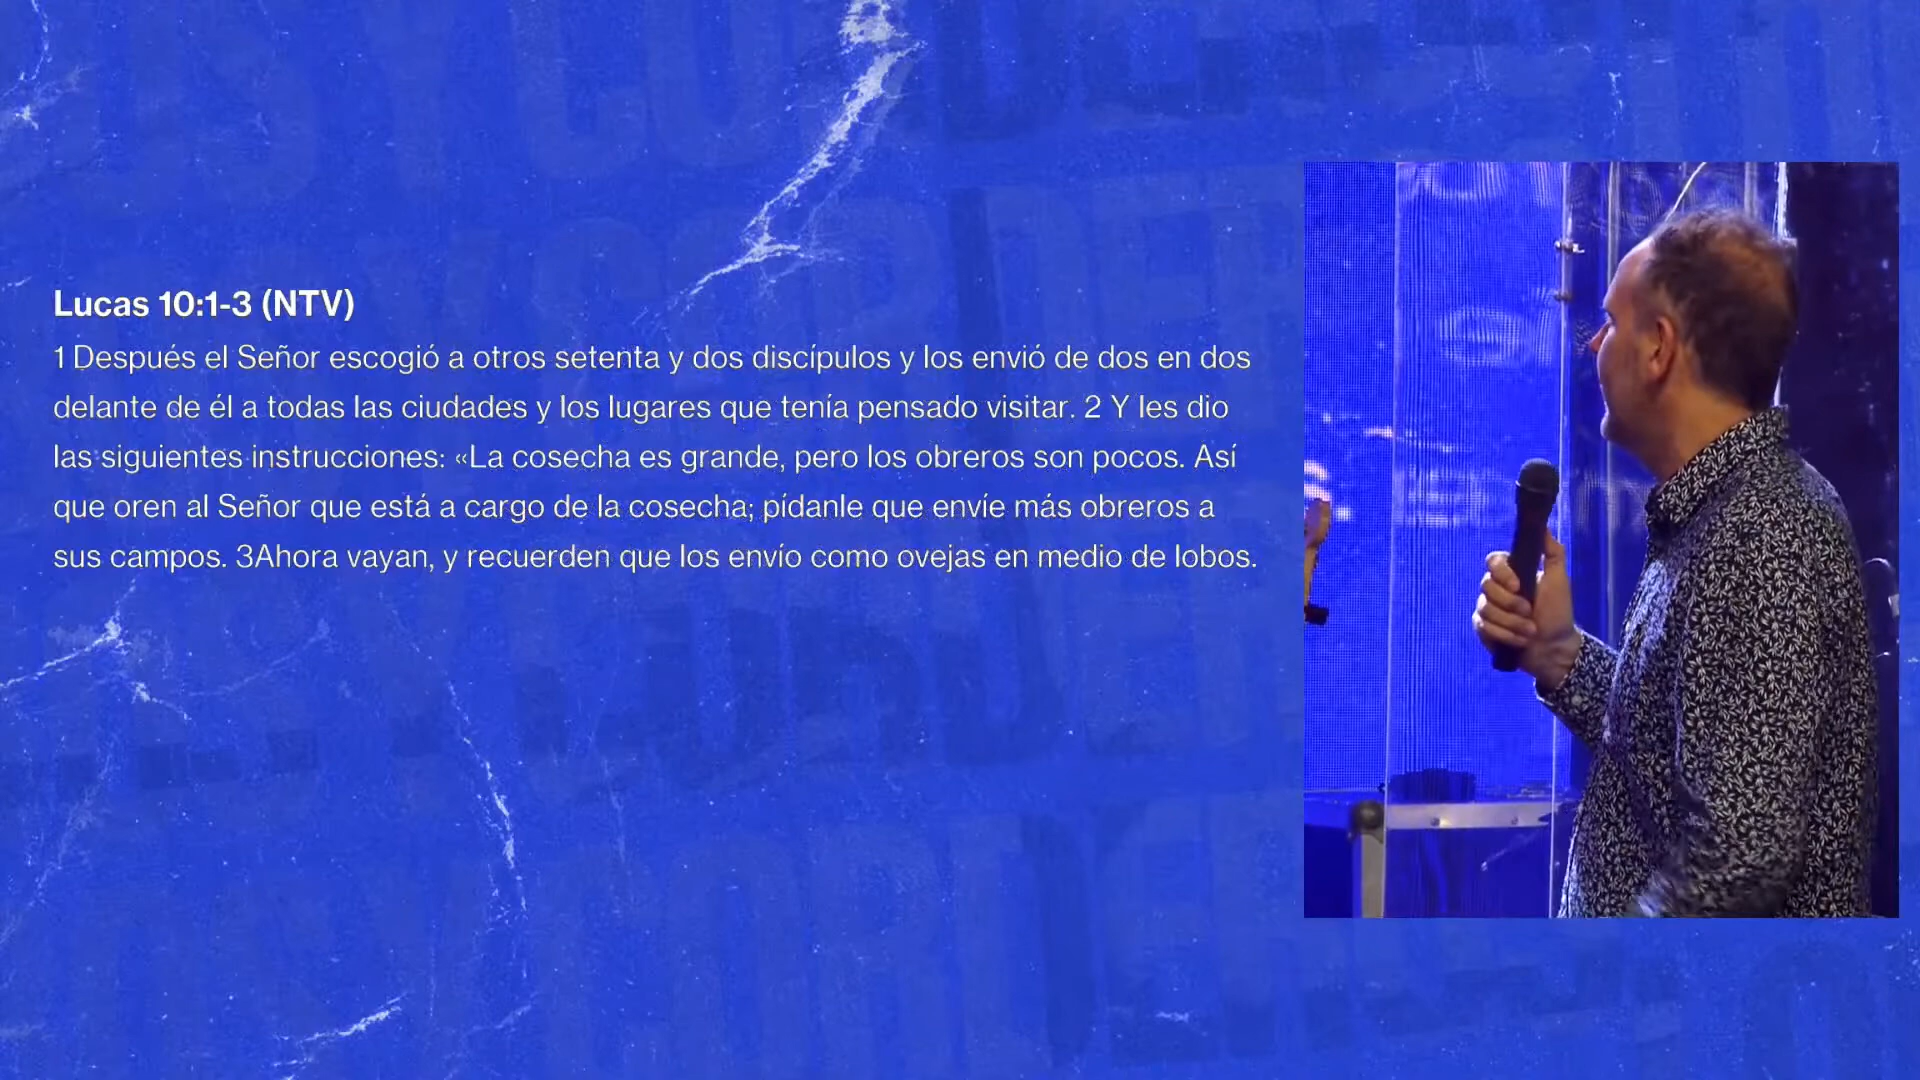 Lucas 10:1-3 (NTV)
1 Después el Señor escogió a otros setenta y dos discípulos y los envió de dos en dos
delante de él a todas las ciudades y los lugares que tenía pensado visitar. 2 Y les dio
las siguientes instrucciones: «La cosecha es grande, pero los obreros son pocos. Así
que oren al Señor que está a cargo de la cosecha; pídanle que envíe más obreros a
sus campos. 3Ahora vayan, y recuerden que los envío como ovejas en medio de lobos.